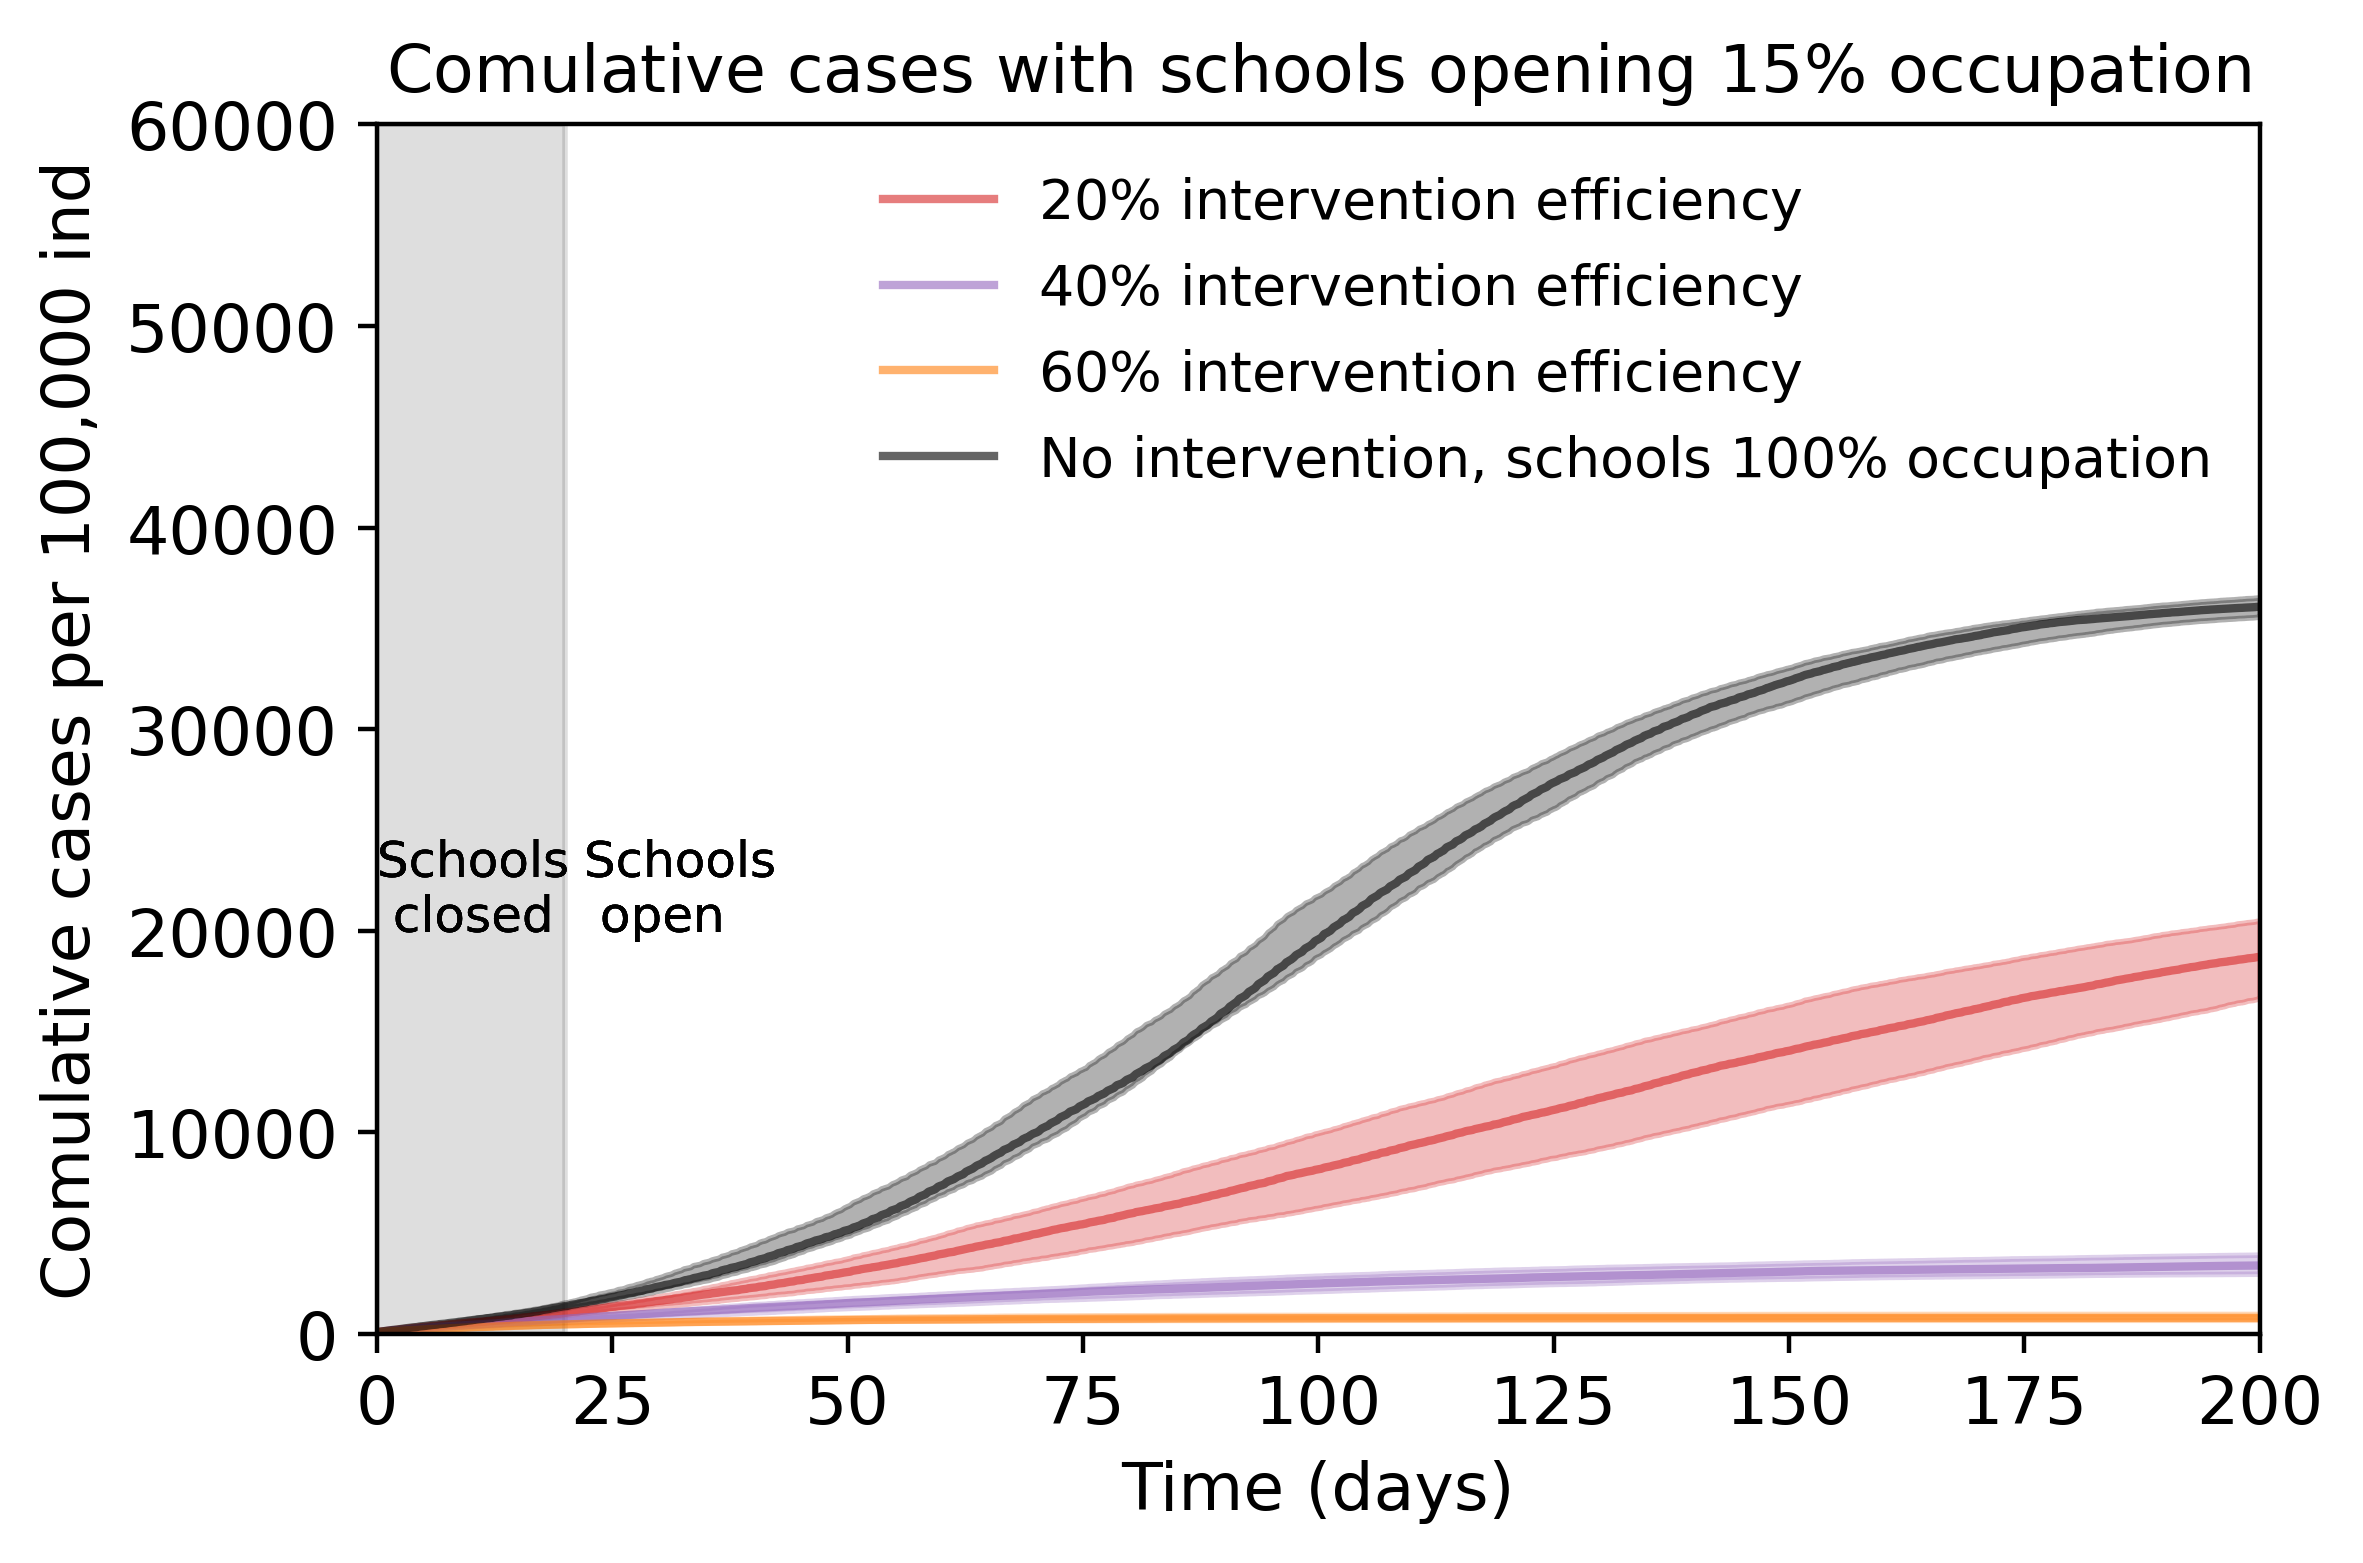 Comulative cases with schools opening 15% occupation
Comulative cases per 100,000 ind
60000
50000
40000
30000
20000
10000
0
20% intervention efficiency
40% intervention efficiency
60% intervention efficiency
No intervention, schools 100% occupation
Schools
closed
Schools
open
0 25 50 75 100 125 150 175 200
Time (days)